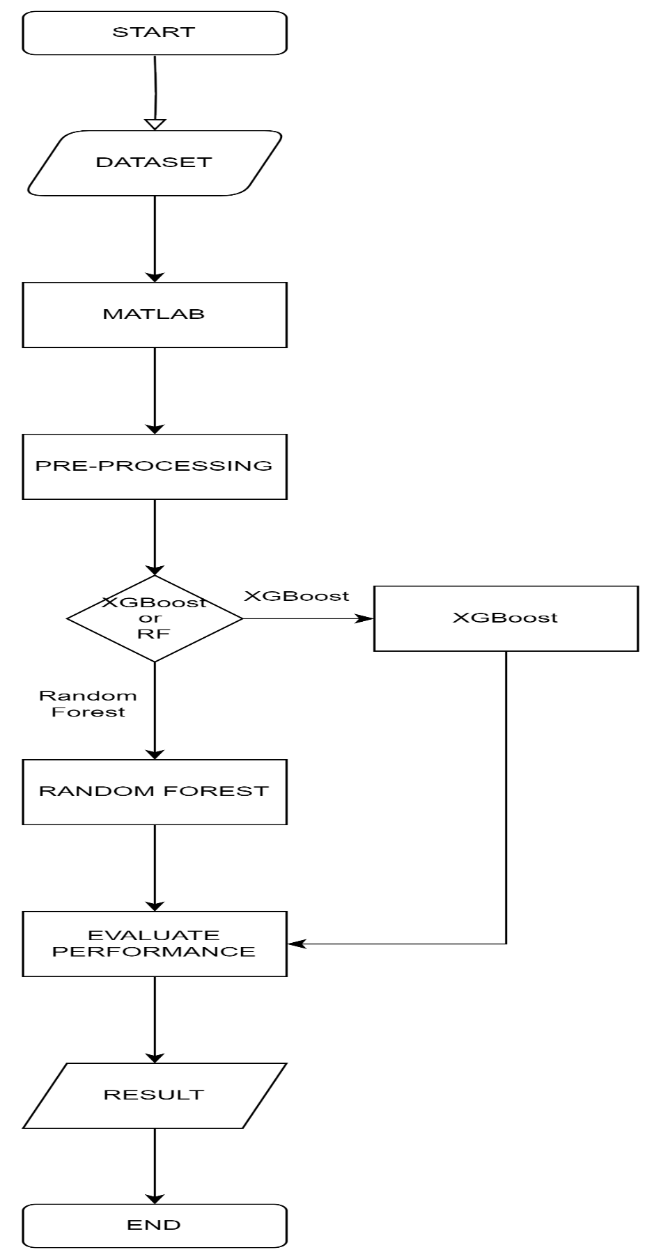 START
DATASET
MATLAB
PRE-PROCESSING
XGBoost
or
RF
XGBoost
XGBoost
Random
Forest
RANDOM FOREST
EVALUATE
PERFORMANCE
RESULT
END